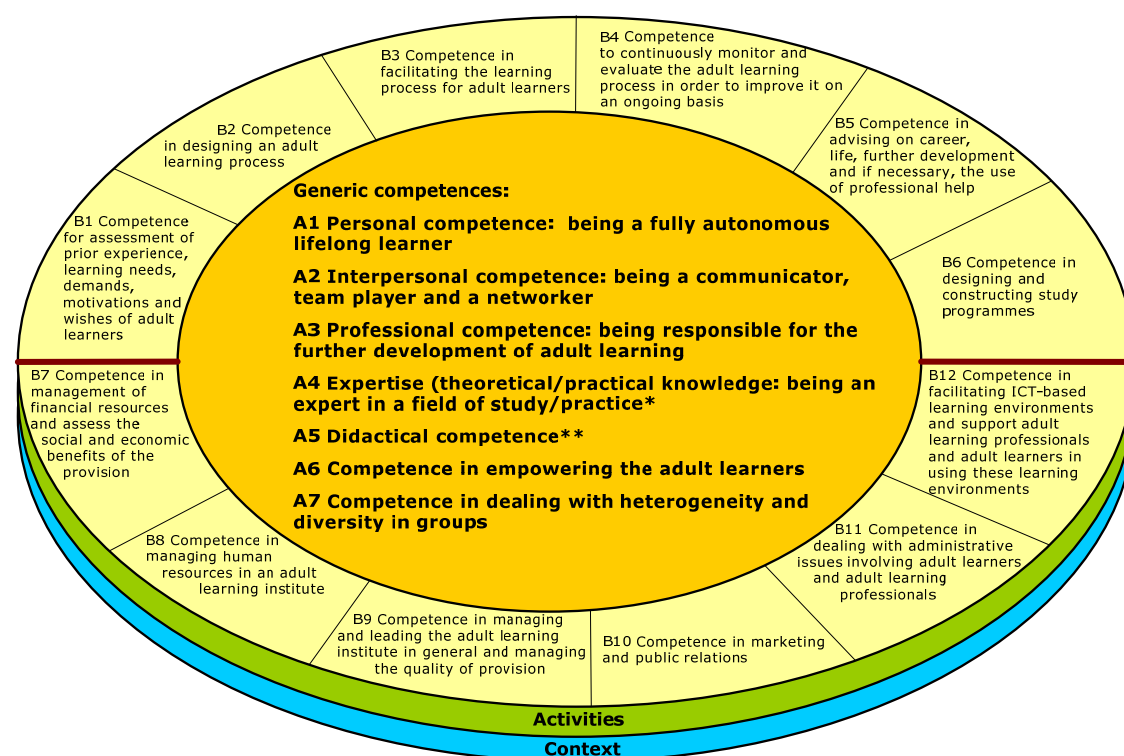 B4 Competence
to continuously monitor and
evaluate the adult learning
process in order to improve it on
an ongoing basis
B3 Competence in
facilitating the learning
process for adult learners
B2 Competence
in designing an adult
learning process
B5 Competence in
advising on career,
life, further development
and if necessary, the use
of professional help
B1 Competence
for assessment of
prior experience,
learning needs,
demands,
motivations and
wishes of adult
learners
B6 Competence in
designing and
constructing study
programmes
Generic competences:
A1 Personal competence: being a fully autonomous
lifelong learner
A2 Interpersonal competence: being a communicator,
team player and a networker
A3 Professional competence: being responsible for the
further development of adult learning
A4 Expertise (theoretical/practical knowledge: being an
expert in a field of study/practice*
A5 Didactical competence**
A6 Competence in empowering the adult learners
A7 Competence in dealing with heterogeneity and
diversity in groups
B7 Competence in
management of
financial resources
and assess the
social and economic
benefits of the
provision
B12 Competence in
facilitating ICT-based
learning environments
and support adult
learning professionals
and adult learners in
using these learning
environments
B8 Competence in
managing human
resources in an adult
learning institute
B11 Competence in
dealing with administrative
issues involving adult learners
and adult learning
professionals
B9 Competence in managing
and leading the adult learning
institute in general and managing
the quality of provision
B10 Competence in marketing
and public relations
Activities
Context